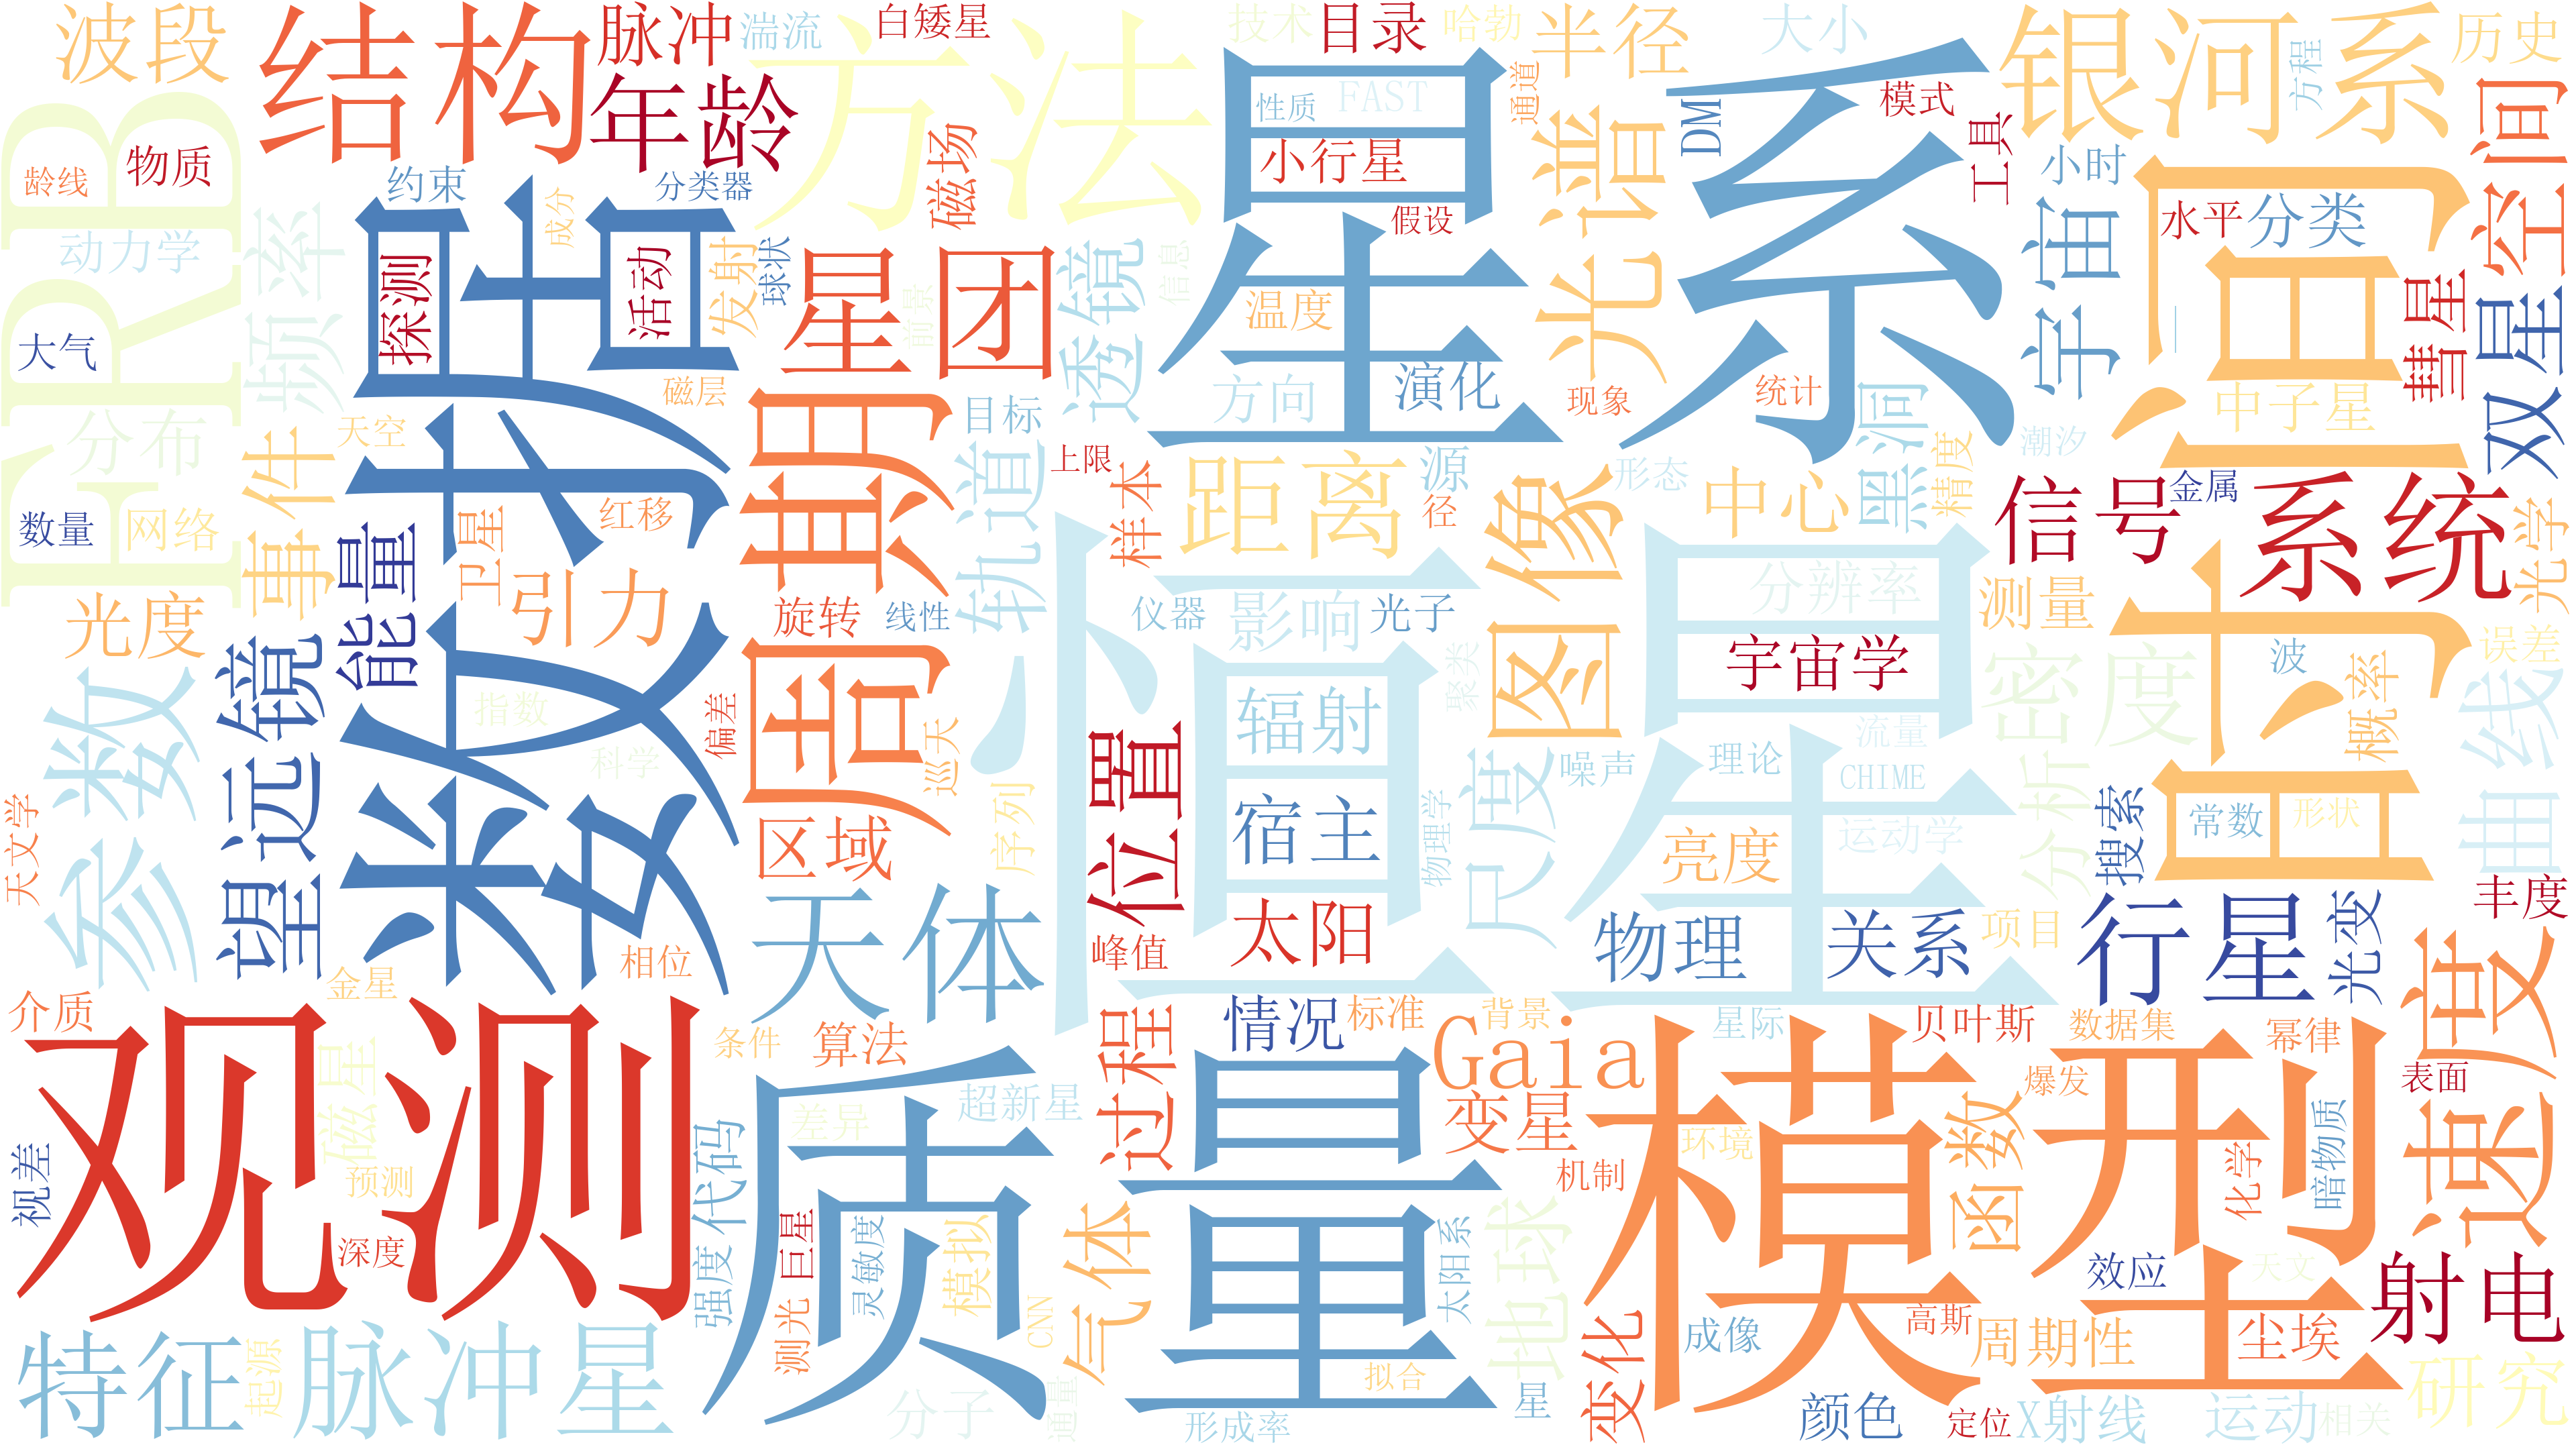 波段
结构
脉冲
湍流
白矮星
方法
技术
目录
哈勃
半径
大小
银河系
历史
方程
年龄
星系
性质
FAST
通道
光谱
DM
模式
工具
小时
时间
空间
FRB
物质
龄线
约束
数据
分类器
成分
磁场
小行星
假设
宇宙
水平
分类
彗星
双星
动力学
频率
探测
活动
发射
球状
星团
透镜
信息
前景
温度
方向
演化
现象
统计
黑洞
中子星
大气
分布
事件
天空
磁层
周期
目标
轨道
上限
样本
距离
源
径
图像
形态
中心
精度
潮汐
信号
金属
系统
光学
数量
网络
能量
卫星
红移
引力
旋转
线性
恒星
仪器
影响
光子
分辨率
宇宙学
测量
密度
波
概率
误差
曲线
光度
参数
望远镜
指数
科学
偏差
巡天
区域
序列
位置
辐射
宿主
聚类
尺度
噪声
理论
流量
CHIME
亮度
运动学
分析
搜索
常数
形状
天文学
天体
相位
太阳
峰值
物理学
物理
关系
项目
行星
光变
丰度
速度
介质
金星
观测
磁星
条件
算法
质量
超新星
过程
情况
标准
背景
Gaia
星际
贝叶斯
数据集
幂律
表面
模型
变星
环境
爆发
函数
化学
暗物质
视差
预测
深度
差异
代码
强度
巨星
灵敏度
模拟
测光
CNN
气体
太阳系
地球
机制
变化
成像
高斯
周期性
效应
天文
尘埃
射电
特征
起源
脉冲星
分子
通量
形成率
拟合
星
颜色
定位
X射线
运动
相关
研究